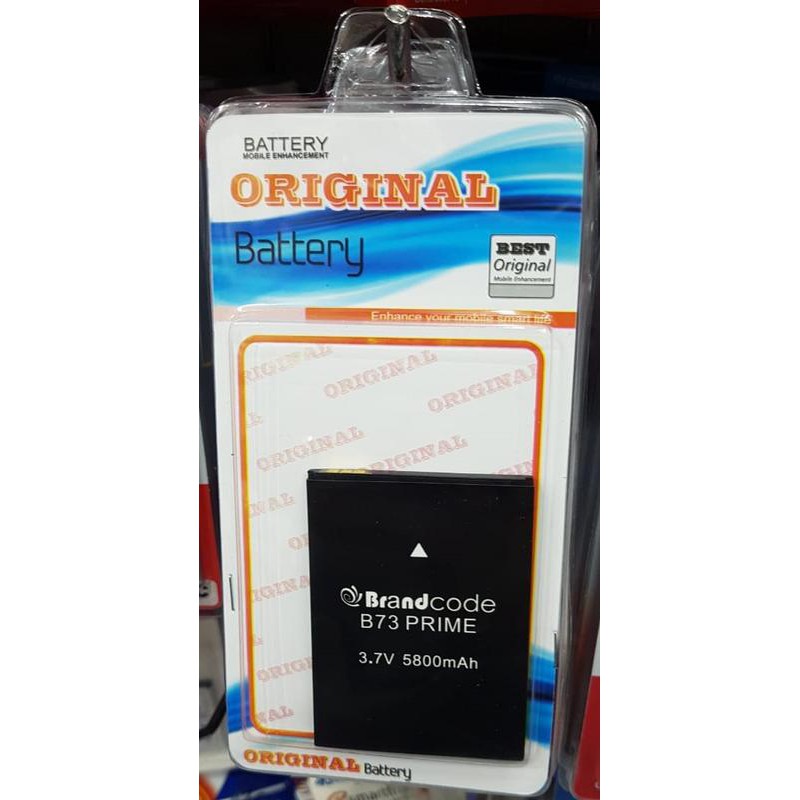 BATTERY
MOBILE ENHANCEMENT
ORIGINAL
Battery
BEST
Original
Mobile Enhancement
Enhance your mobile smart life
ORIGINAL
ORIGINAL
ORIGINAL
ORIGINAL
ORIGINAL
ORIGINAL
Brandcode
B73 PRIME
3.7V 5800mAh
ORIGINAL Battery